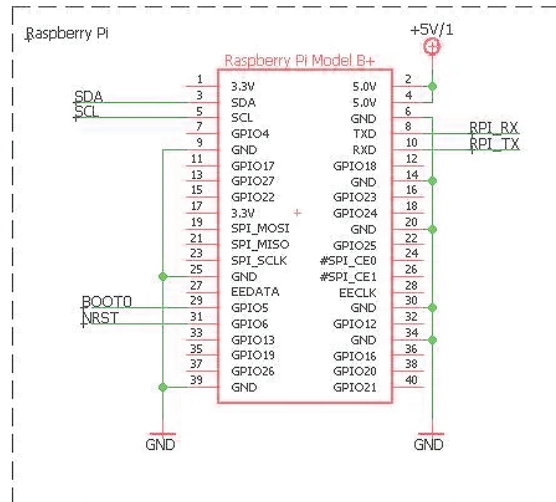 Raspberry Pi
+5V/1
Raspberry Pi Model B+
1 3.3V 5.0V 2
SDA 3 SDA 5.0V 4
SCL 5 SCL GND 6
7 GPIO4 TXD 8 RPI_RX
9 GND RXD 10 RPI_TX
11 GPIO17 GPIO18 12
13 GPIO27 GND 14
15 GPIO22 GPIO23 16
17 3.3V GPIO24 18
19 SPI_MOSI GND 20
21 SPI_MISO GPIO25 22
23 SPI_SCLK #SPI_CE0 24
25 GND #SPI_CE1 26
27 EEDATA EECLK 28
BOOT0 29 GPIO5 GND 30
NRST 31 GPIO6 GPIO12 32
33 GPIO13 GND 34
35 GPIO19 GPIO16 36
37 GPIO26 GPIO20 38
39 GND GPIO21 40
GND GND